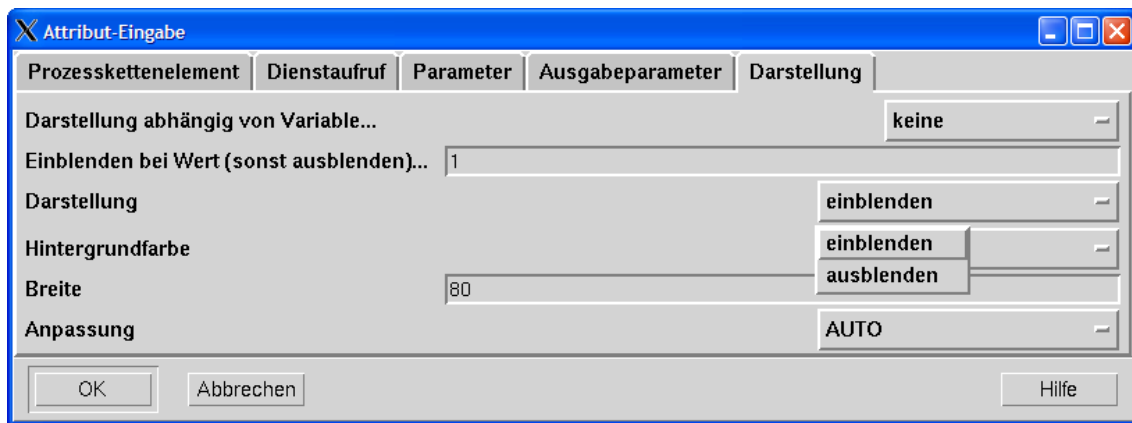 Attribut-Eingabe
Prozesskettenelement Dienstaufruf Parameter Ausgabeparameter Darstellung
Darstellung abhängig von Variable... keine
Einblenden bei Wert (sonst ausblenden)... 1
Darstellung einblenden
Hintergrundfarbe einblenden
ausblenden
Breite 80
Anpassung AUTO
OK Abbrechen Hilfe